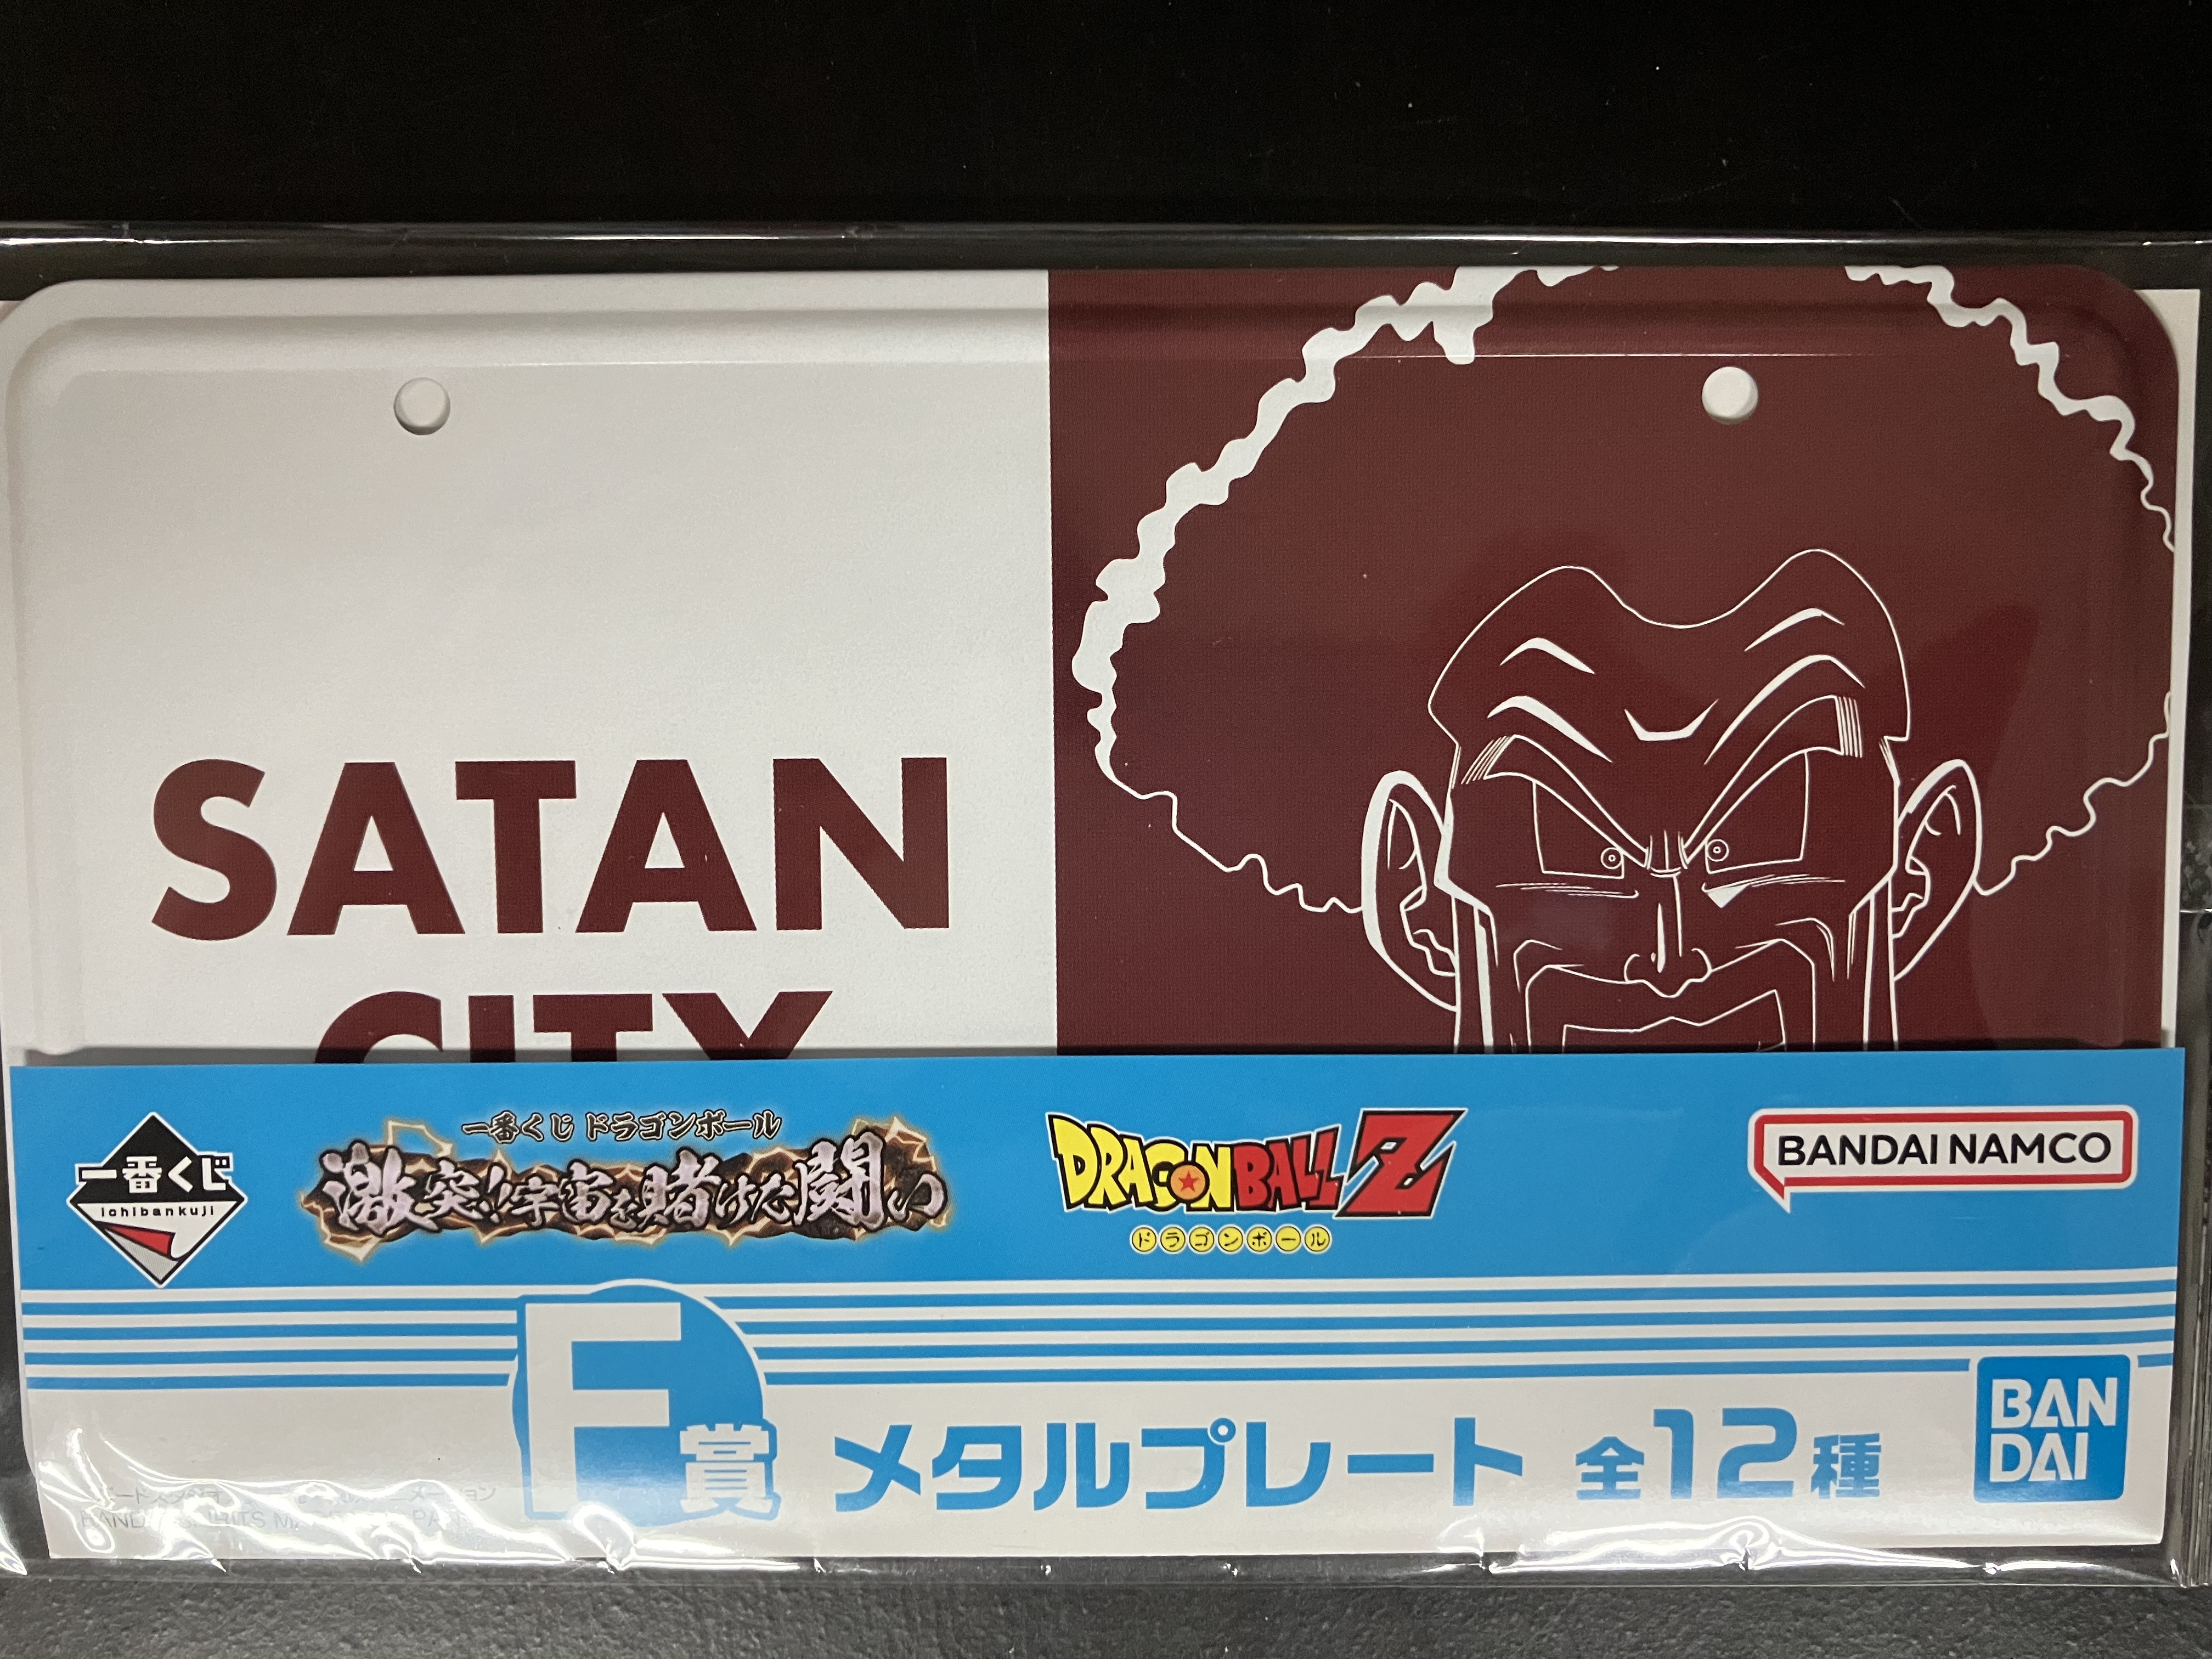 SATAN
CITY
一番くじ
ichibankuji
一番くじ ドラゴンボール
激突!宇宙を賭けた闘い
DRAGON BALL Z
ドラゴンボール
BANDAI NAMCO
F賞 メタルプレート 全12種
BAN
DAI